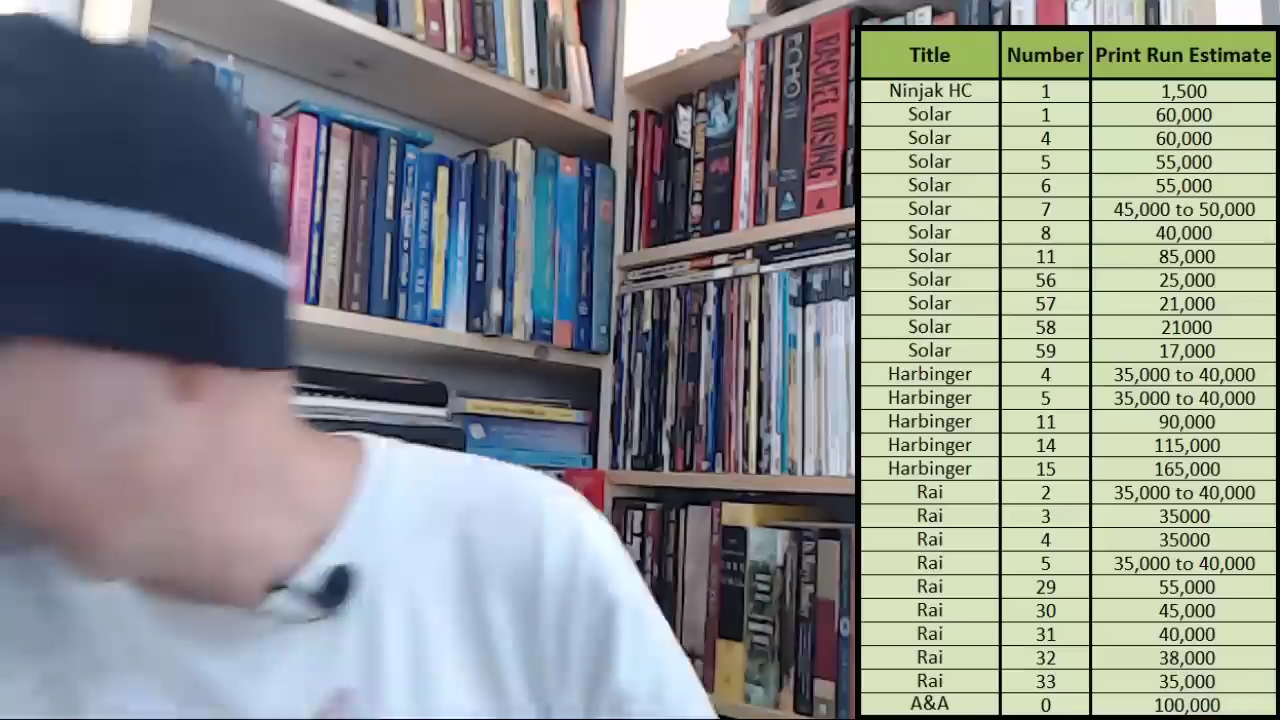 ECHO
RACHEL RISING
Title Number Print Run Estimate
Ninjak HC 1 1,500
Solar 1 60,000
Solar 4 60,000
Solar 5 55,000
Solar 6 55,000
Solar 7 45,000 to 50,000
Solar 8 40,000
Solar 11 85,000
Solar 56 25,000
Solar 57 21,000
Solar 58 21000
Solar 59 17,000
Harbinger 4 35,000 to 40,000
Harbinger 5 35,000 to 40,000
Harbinger 11 90,000
Harbinger 14 115,000
Harbinger 15 165,000
Rai 2 35,000 to 40,000
Rai 3 35000
Rai 4 35000
Rai 5 35,000 to 40,000
Rai 29 55,000
Rai 30 45,000
Rai 31 40,000
Rai 32 38,000
Rai 33 35,000
A&A 0 100,000